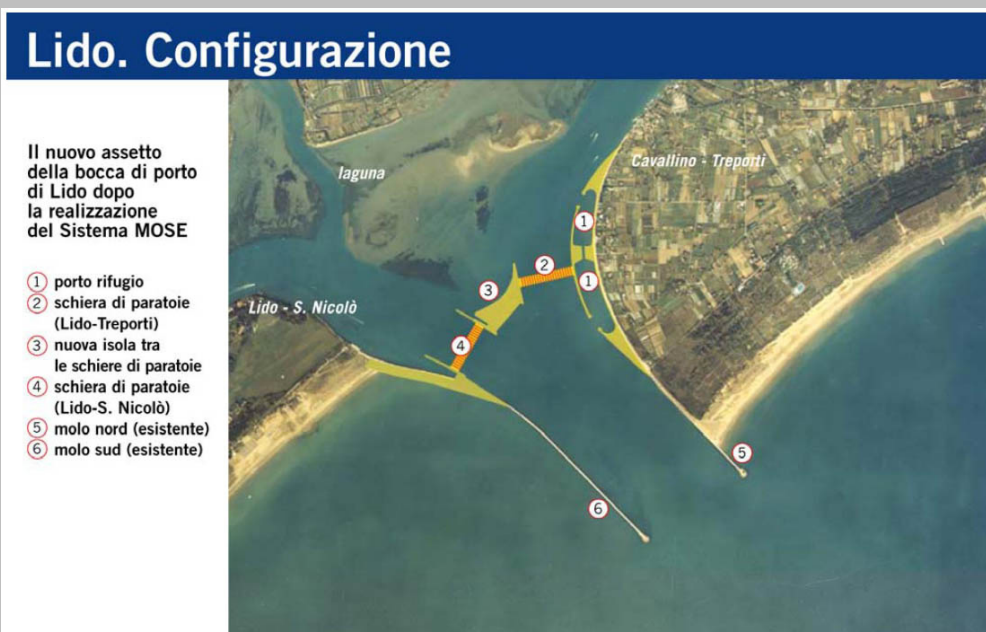 Lido. Configurazione
Il nuovo assetto
della bocca di porto
di Lido dopo
la realizzazione
del Sistema MOSE
1 porto rifugio
2 schiera di paratoie
(Lido-Treporti)
3 nuova isola tra
le schiere di paratoie
4 schiera di paratoie
(Lido-S. Nicolò)
5 molo nord (esistente)
6 molo sud (esistente)
laguna
Cavallino - Treporti
1
2
1
3
Lido - S. Nicolò
4
5
6